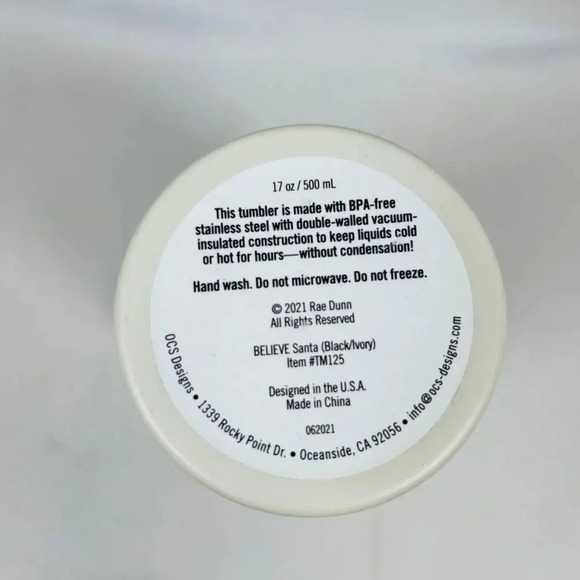 17 oz / 500 mL
This tumbler is made with BPA-free
stainless steel with double-walled vacuum-
insulated construction to keep liquids cold
or hot for hours—without condensation!
Hand wash. Do not microwave. Do not freeze.
© 2021 Rae Dunn
All Rights Reserved
BELIEVE Santa (Black/Ivory)
Item #TM125
Designed in the U.S.A.
Made in China
062021
OCS Designs • 1339 Rocky Point Dr. • Oceanside, CA 92056 • info@ocs-designs.com